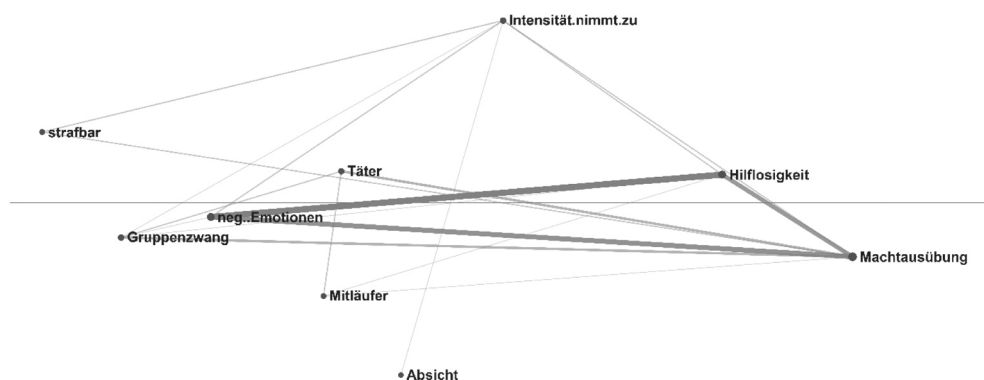 Intensität.nimmt.zu
strafbar
Täter
Hilflosigkeit
neg..Emotionen
Gruppenzwang
Machtausübung
Mitläufer
Absicht